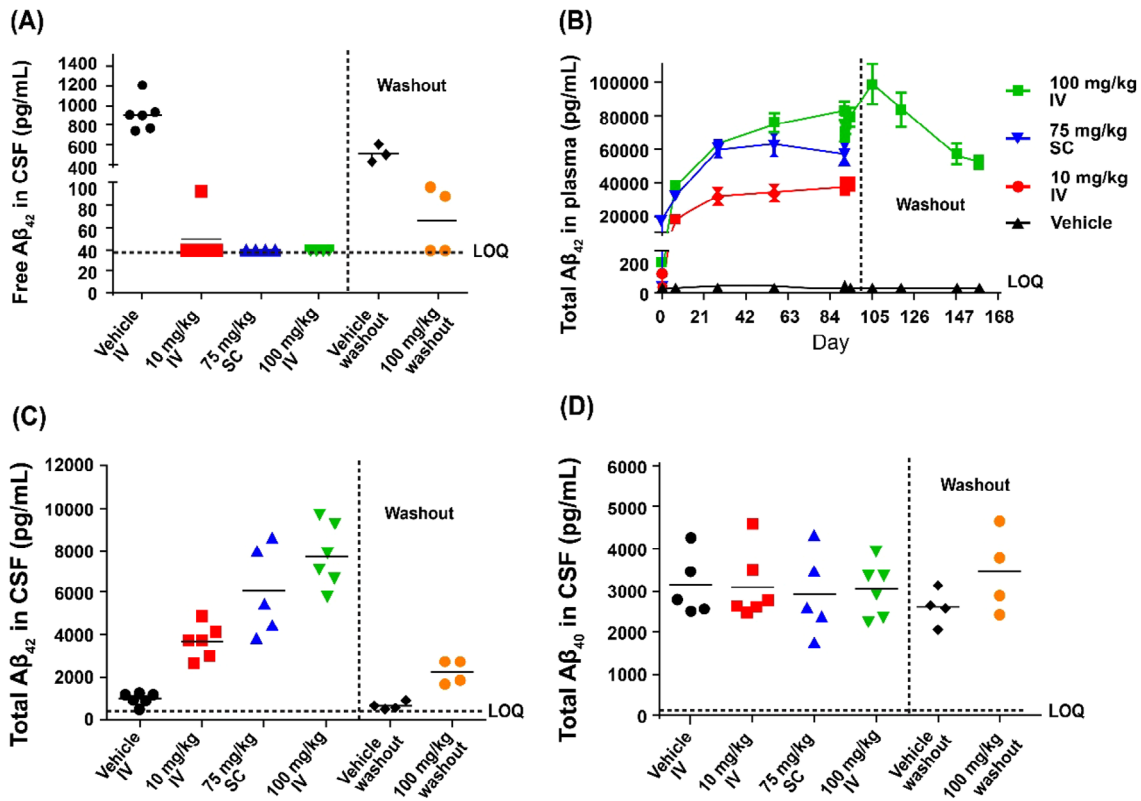 (A)
Free Aβ42 in CSF (pg/mL)
1400
1200
1000
800
600
400
100
80
60
40
20
0
Washout
LOQ
Vehicle IV
10 mg/kg IV
75 mg/kg SC
100 mg/kg IV
Vehicle washout
100 mg/kg washout
(B)
Total Aβ42 in plasma (pg/mL)
100000
80000
60000
40000
20000
200
0
Washout
LOQ
0 21 42 63 84 105 126 147 168
Day
100 mg/kg
IV
75 mg/kg
SC
10 mg/kg
IV
Vehicle
(C)
Total Aβ42 in CSF (pg/mL)
12000
10000
8000
6000
4000
2000
0
Washout
LOQ
Vehicle IV
10 mg/kg IV
75 mg/kg SC
100 mg/kg IV
Vehicle washout
100 mg/kg washout
(D)
Total Aβ40 in CSF (pg/mL)
6000
5000
4000
3000
2000
1000
0
Washout
LOQ
Vehicle IV
10 mg/kg IV
75 mg/kg SC
100 mg/kg IV
Vehicle washout
100 mg/kg washout